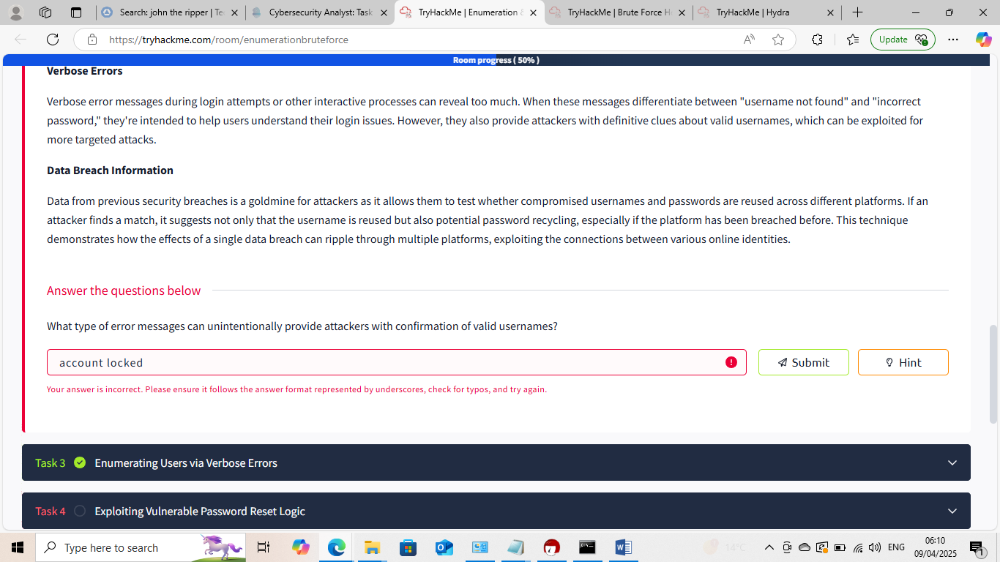 Search: john the ripper | Te
Cybersecurity Analyst: Task
TryHackMe | Enumeration &
TryHackMe | Brute Force H
TryHackMe | Hydra
https://tryhackme.com/room/enumerationbruteforce
Update
Room progress ( 50% )
Verbose Errors
Verbose error messages during login attempts or other interactive processes can reveal too much. When these messages differentiate between "username not found" and "incorrect
password," they're intended to help users understand their login issues. However, they also provide attackers with definitive clues about valid usernames, which can be exploited for
more targeted attacks.
Data Breach Information
Data from previous security breaches is a goldmine for attackers as it allows them to test whether compromised usernames and passwords are reused across different platforms. If an
attacker finds a match, it suggests not only that the username is reused but also potential password recycling, especially if the platform has been breached before. This technique
demonstrates how the effects of a single data breach can ripple through multiple platforms, exploiting the connections between various online identities.
Answer the questions below
What type of error messages can unintentionally provide attackers with confirmation of valid usernames?
account locked
Submit
Hint
Your answer is incorrect. Please ensure it follows the answer format represented by underscores, check for typos, and try again.
Task 3 Enumerating Users via Verbose Errors
Task 4 Exploiting Vulnerable Password Reset Logic
Type here to search
14°C
ENG
06:10
09/04/2025
1